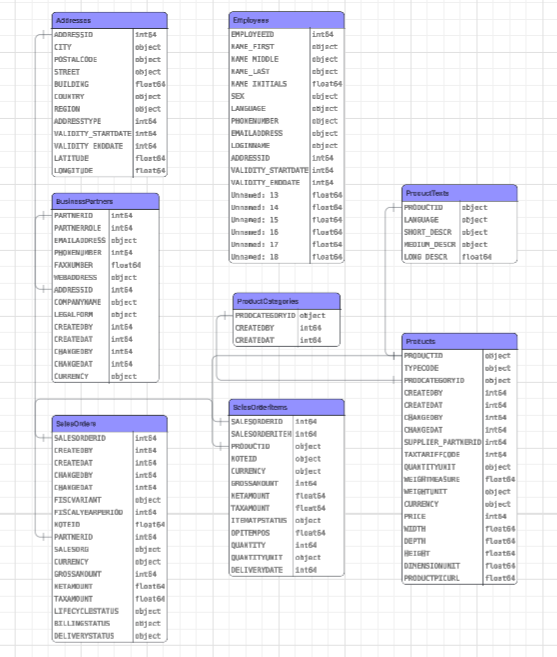 Addresses
ADDRESSID int64
CITY object
POSTALCODE object
STREET object
BUILDING float64
COUNTRY object
REGION object
ADDRESSTYPE int64
VALIDITY_STARTDATE int64
VALIDITY_ENDDATE int64
LATITUDE float64
LONGITUDE float64
Employees
EMPLOYEEID int64
NAME_FIRST object
NAME_MIDDLE object
NAME_LAST object
NAME_INITIALS float64
SEX object
LANGUAGE object
PHONENUMBER object
EMAILADDRESS object
LOGINNAME object
ADDRESSID int64
VALIDITY_STARTDATE int64
VALIDITY_ENDDATE int64
Unnamed: 13 float64
Unnamed: 14 float64
Unnamed: 15 float64
Unnamed: 16 float64
Unnamed: 17 float64
Unnamed: 18 float64
BusinessPartners
PARTNERID int64
PARTNERROLE int64
EMAILADDRESS object
PHONENUMBER int64
FAXNUMBER float64
WEBADDRESS object
ADDRESSID int64
COMPANYNAME object
LEGALFORM object
CREATEDBY int64
CREATEDAT int64
CHANGEDBY int64
CHANGEDAT int64
CURRENCY object
ProductTexts
PRODUCTID object
LANGUAGE object
SHORT_DESCR object
MEDIUM_DESCR object
LONG_DESCR float64
ProductCategories
PRODCATEGORYID object
CREATEDBY int64
CREATEDAT int64
Products
PRODUCTID object
TYPECODE object
PRODCATEGORYID object
CREATEDBY int64
CREATEDAT int64
CHANGEDBY int64
CHANGEDAT int64
SUPPLIER_PARTNERID int64
TAXTARIFFCODE int64
QUANTITYUNIT object
WEIGHTMEASURE float64
WEIGHTUNIT object
CURRENCY object
PRICE int64
WIDTH float64
DEPTH float64
HEIGHT float64
DIMENSIONUNIT float64
PRODUCTPICURL float64
SalesOrders
SALESORDERID int64
CREATEDBY int64
CREATEDAT int64
CHANGEDBY int64
CHANGEDAT int64
FISCVARIANT object
FISCALYEARPERIOD int64
NOTEID float64
PARTNERID int64
SALESORG object
CURRENCY object
GROSSAMOUNT int64
NETAMOUNT float64
TAXAMOUNT float64
LIFECYCLESTATUS object
BILLINGSTATUS object
DELIVERYSTATUS object
SalesOrderItems
SALESORDERID int64
SALESORDERITEM int64
PRODUCTID object
NOTEID object
CURRENCY object
GROSSAMOUNT int64
NETAMOUNT float64
TAXAMOUNT float64
ITEMATPSTATUS object
OPITEMPOS float64
QUANTITY int64
QUANTITYUNIT object
DELIVERYDATE int64